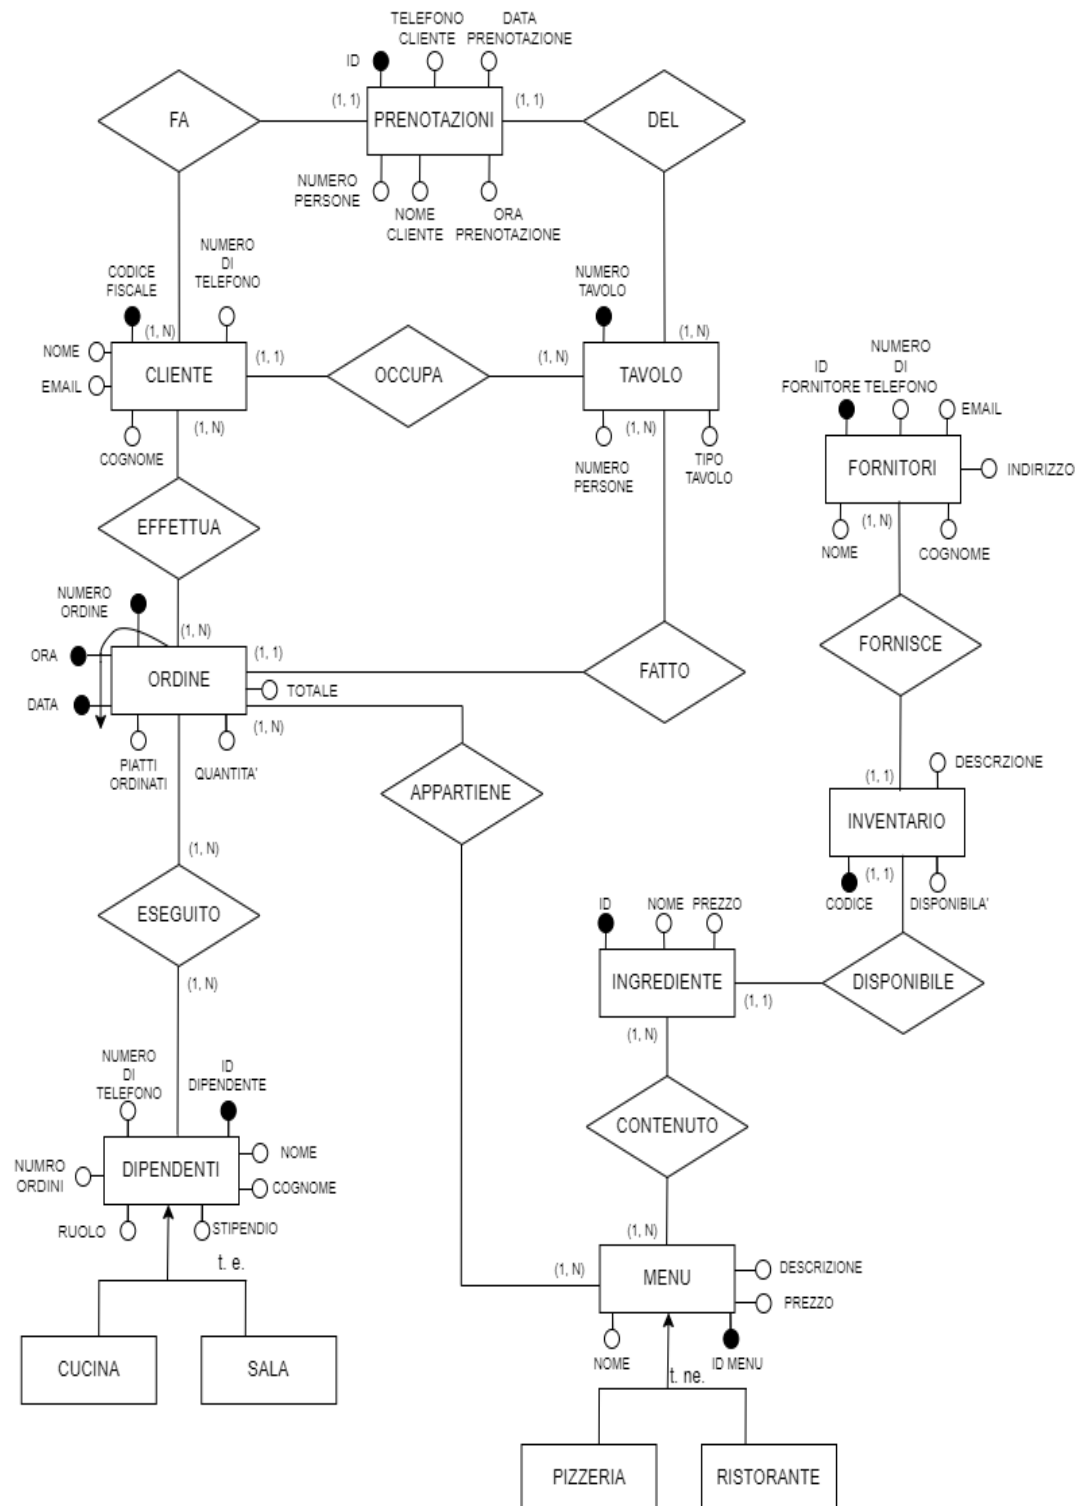 TELEFONO
CLIENTE
DATA
PRENOTAZIONE
ID
(1, 1)
PRENOTAZIONI
(1, 1)
FA
DEL
NUMERO
PERSONE
NOME
CLIENTE
ORA
PRENOTAZIONE
CODICE
FISCALE
NUMERO
DI
TELEFONO
NUMERO
TAVOLO
(1, N)
(1, N)
NOME
EMAIL
CLIENTE
(1, 1)
OCCUPA
(1, N)
TAVOLO
(1, N)
COGNOME
(1, N)
NUMERO
PERSONE
TIPO
TAVOLO
ID
FORNITORE
NUMERO
DI
TELEFONO
EMAIL
FORNITORI
INDIRIZZO
(1, N)
NOME
COGNOME
EFFETTUA
NUMERO
ORDINE
(1, N)
ORA
ORDINE
(1, 1)
FATTO
FORNISCE
DATA
TOTALE
(1, N)
PIATTI
ORDINATI
QUANTITA'
APPARTIENE
DESCRZIONE
(1, 1)
INVENTARIO
(1, 1)
CODICE
DISPONIBILA'
(1, N)
ESEGUITO
(1, N)
ID
NOME
PREZZO
INGREDIENTE
(1, 1)
DISPONIBILE
(1, N)
CONTENUTO
NUMERO
DI
TELEFONO
ID
DIPENDENTE
NUMRO
ORDINI
DIPENDENTI
NOME
COGNOME
RUOLO
STIPENDIO
t. e.
CUCINA
SALA
(1, N)
(1, N)
MENU
DESCRIZIONE
PREZZO
NOME
ID MENU
t. ne.
PIZZERIA
RISTORANTE